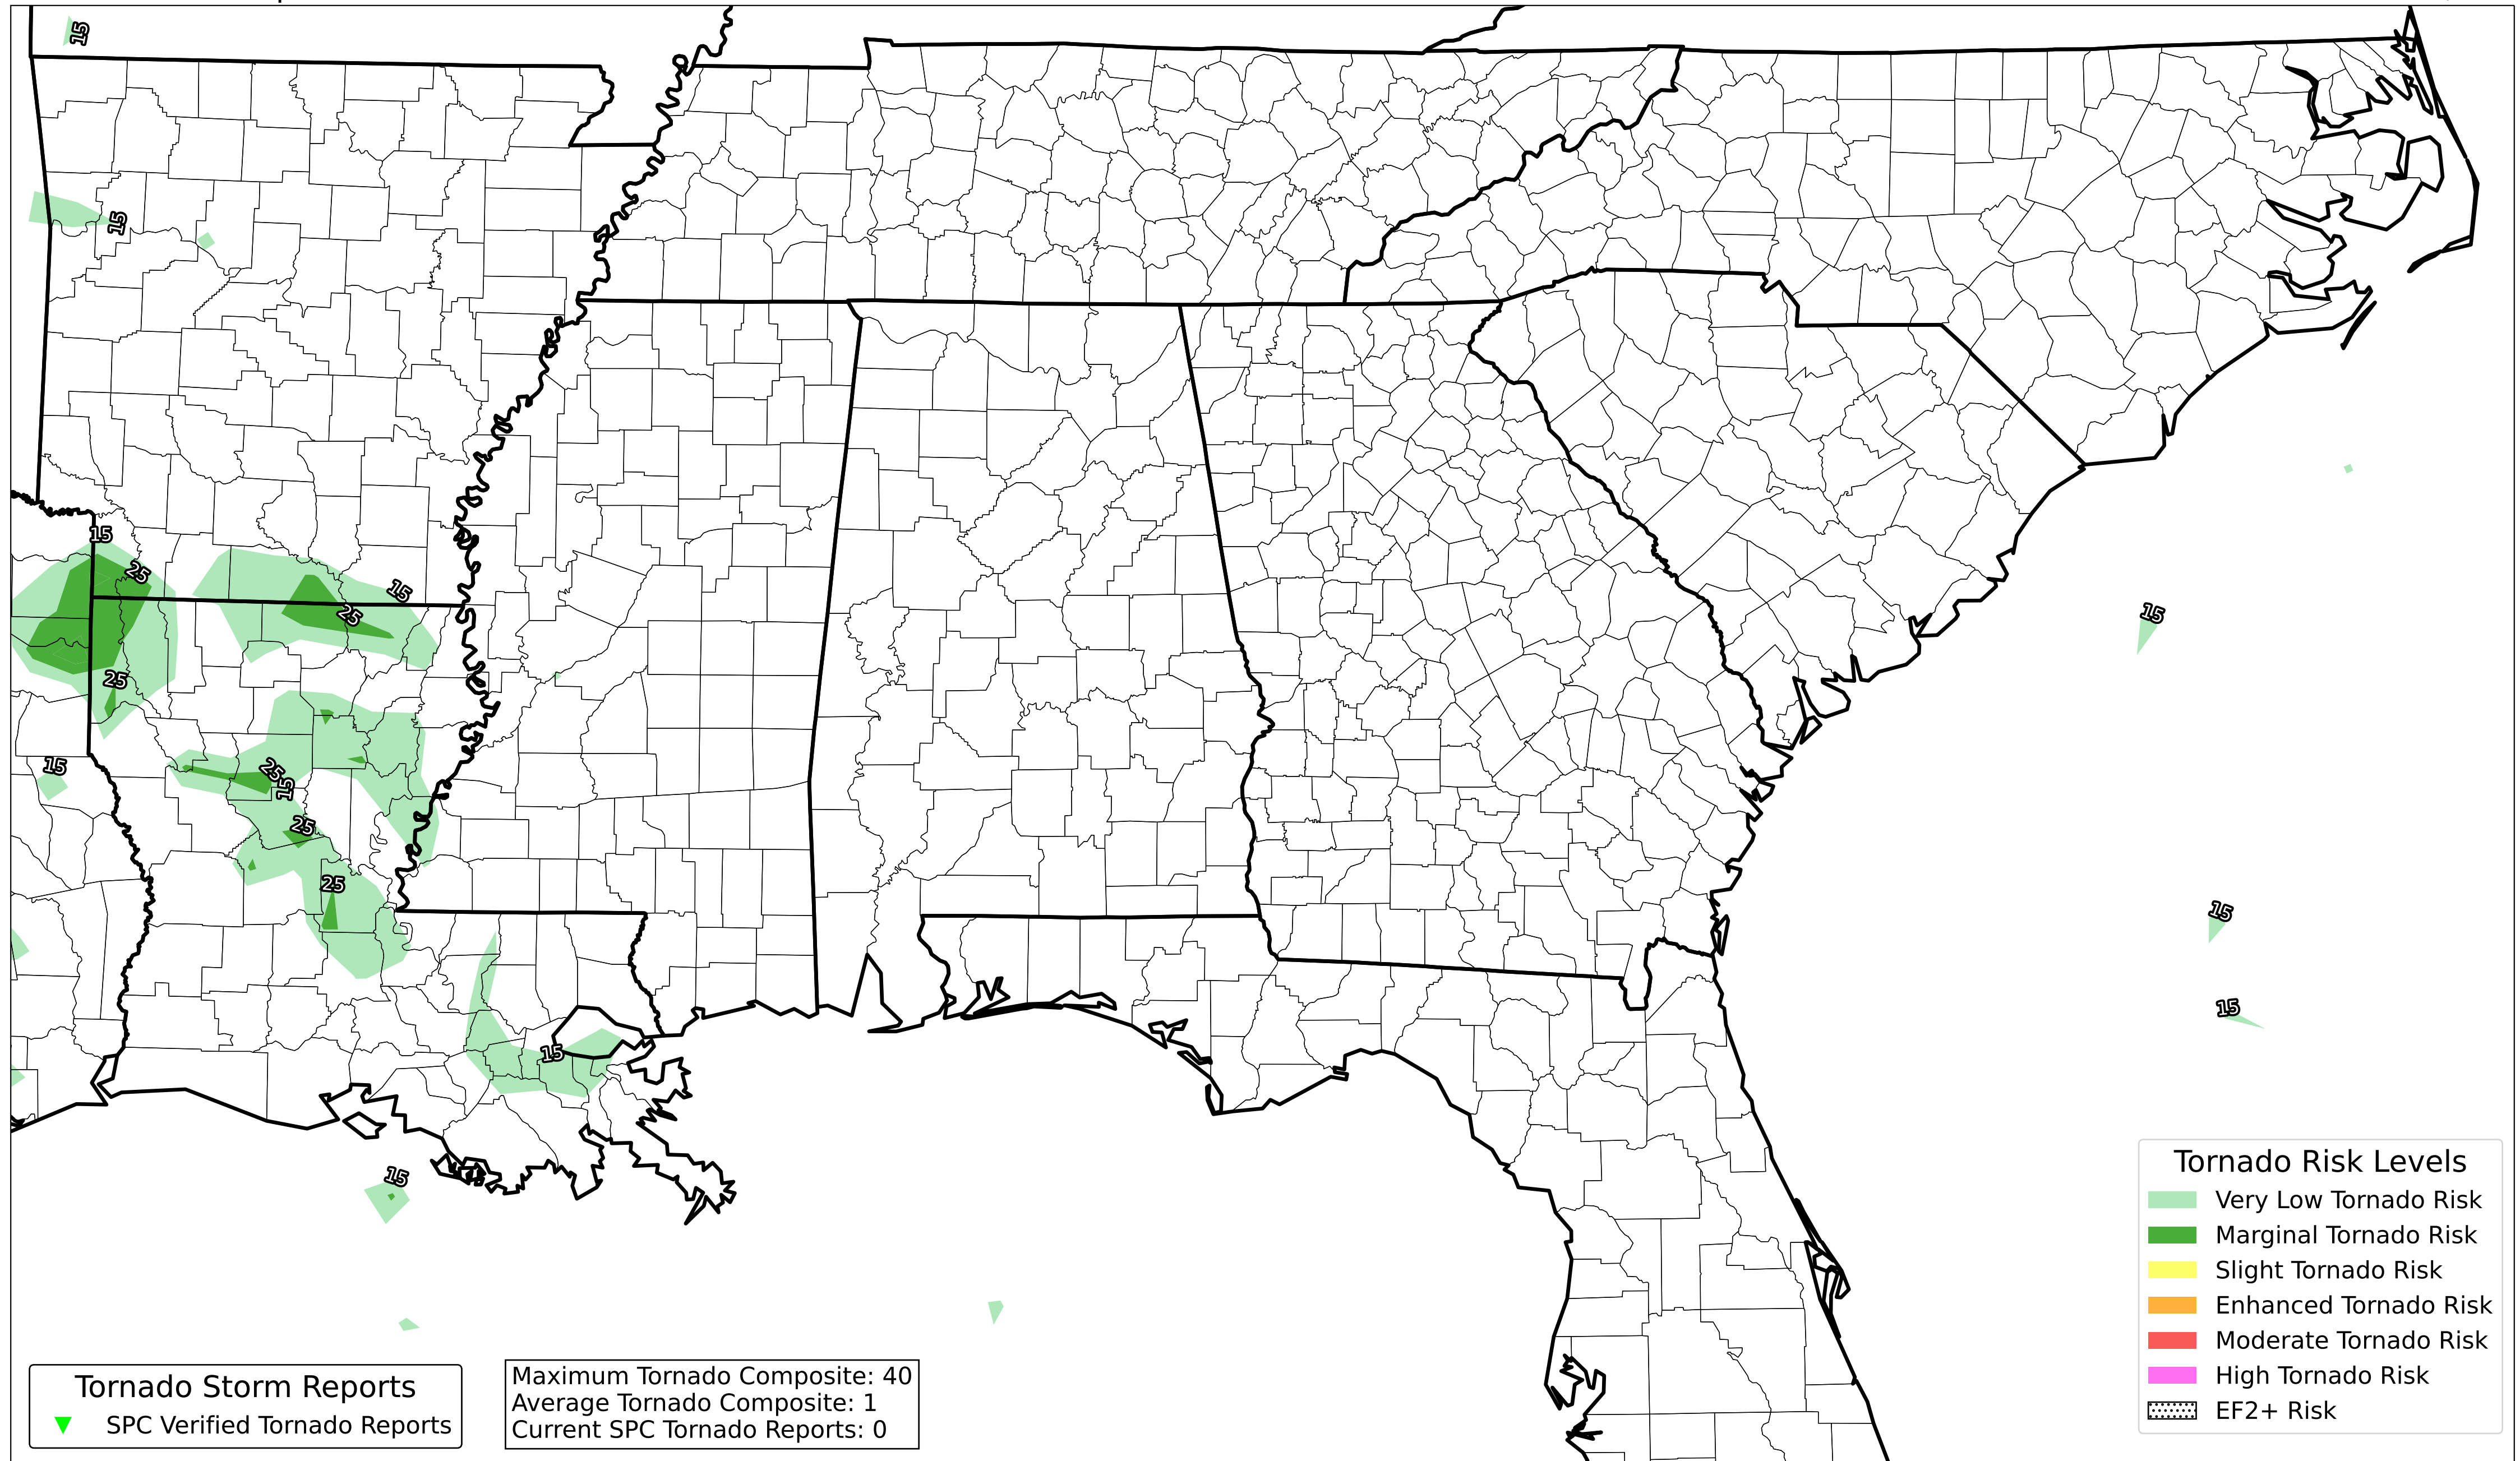 15
15
15
25
15
25
25
15
25
15
25
25
15
15
15
15
15
Tornado Risk Levels
Very Low Tornado Risk
Marginal Tornado Risk
Slight Tornado Risk
Enhanced Tornado Risk
Moderate Tornado Risk
High Tornado Risk
EF2+ Risk
Tornado Storm Reports
SPC Verified Tornado Reports
Maximum Tornado Composite: 40
Average Tornado Composite: 1
Current SPC Tornado Reports: 0